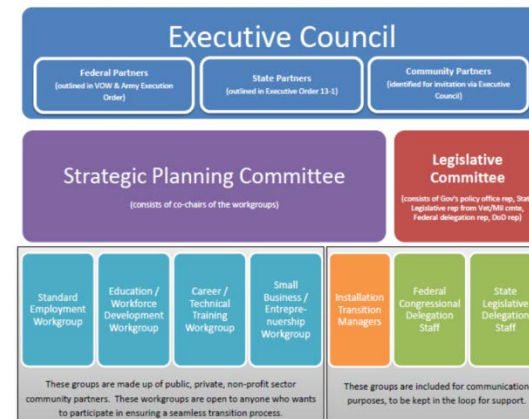 Executive Council
Federal Partners
(outlined in VOW & Army Execution
Order)
State Partners
(outlined in Executive Order 13-1)
Community Partners
(identified for invitation via Executive
Council)
Strategic Planning Committee
(consists of co-chairs of the workgroups)
Legislative
Committee
(consists of Gov's policy office rep, Stat
Legislative rep from Vet/Mil cmte,
Federal delegation rep, DoD rep)
Standard
Employment
Workgroup
Education /
Workforce
Development
Workgroup
Career /
Technical
Training
Workgroup
Small
Business /
Entrepre-
nuership
Workgroup
Installation
Transition
Managers
Federal
Congressional
Delegation
Staff
State
Legislative
Delegation
Staff
These groups are made up of public, private, non-profit sector
community partners. These workgroups are open to anyone who wants
to participate in ensuring a seamless transition process.
These groups are included for communication
purposes, to be kept in the loop for support.